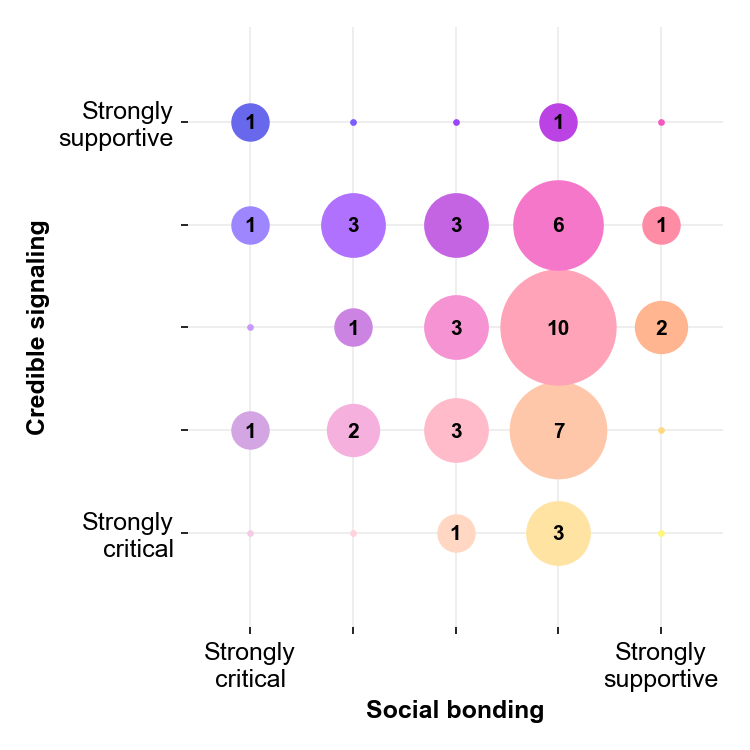 Strongly
supportive
1 1
1 3 3 6 1
Credible signaling
1 3 10 2
1 2 3 7
Strongly
critical
1 3
Strongly
critical
Strongly
supportive
Social bonding